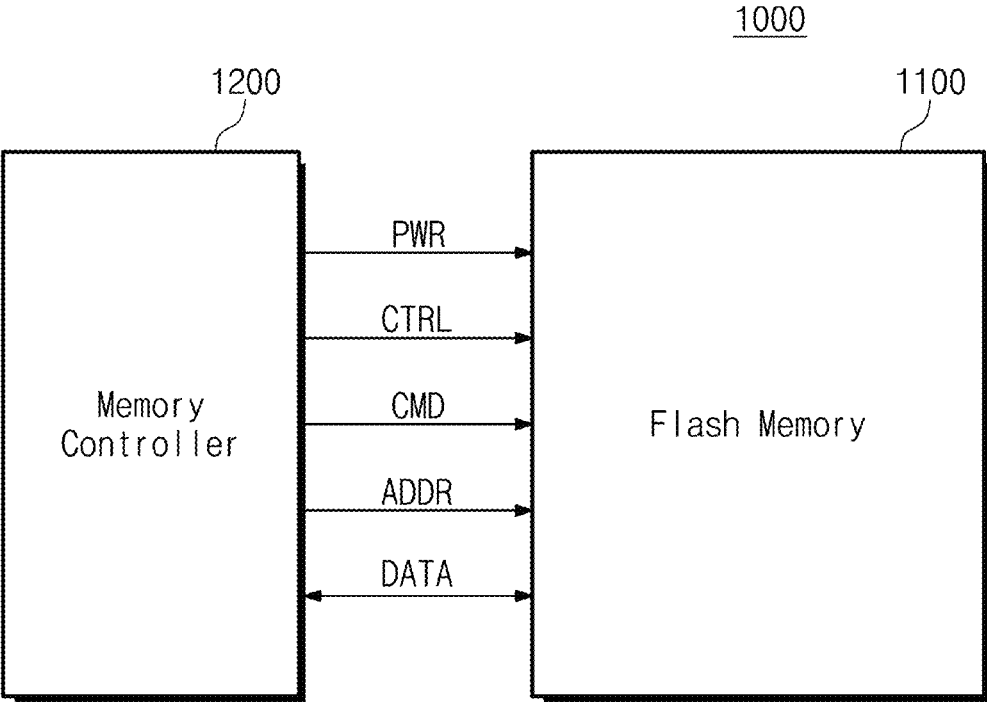 1000
1200
1100
PWR
CTRL
CMD
ADDR
DATA
Memory
Controller
Flash Memory